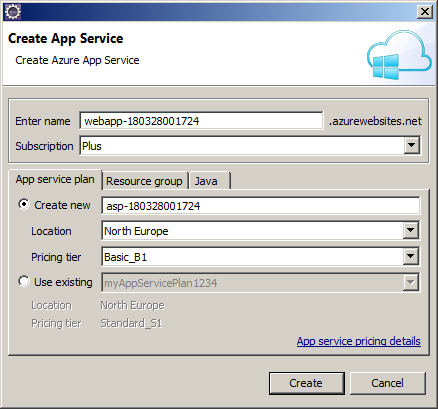 Create App Service
Create Azure App Service
Enter name webapp-180328001724 .azurewebsites.net
Subscription Plus
App service plan Resource group Java
Create new asp-180328001724
Location North Europe
Pricing tier Basic_B1
Use existing myAppServicePlan1234
Location North Europe
Pricing tier Standard_S1
App service pricing details
Create Cancel